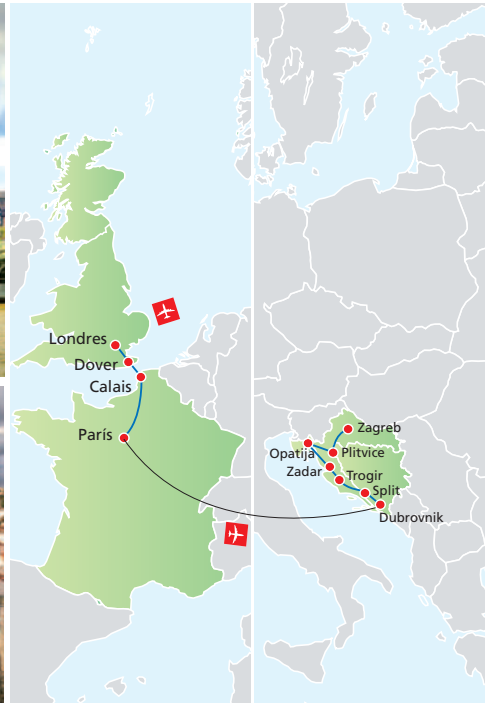 Londres
Dover
Calais
París
Zagreb
Opatija
Plitvice
Zadar
Trogir
Split
Dubrovnik